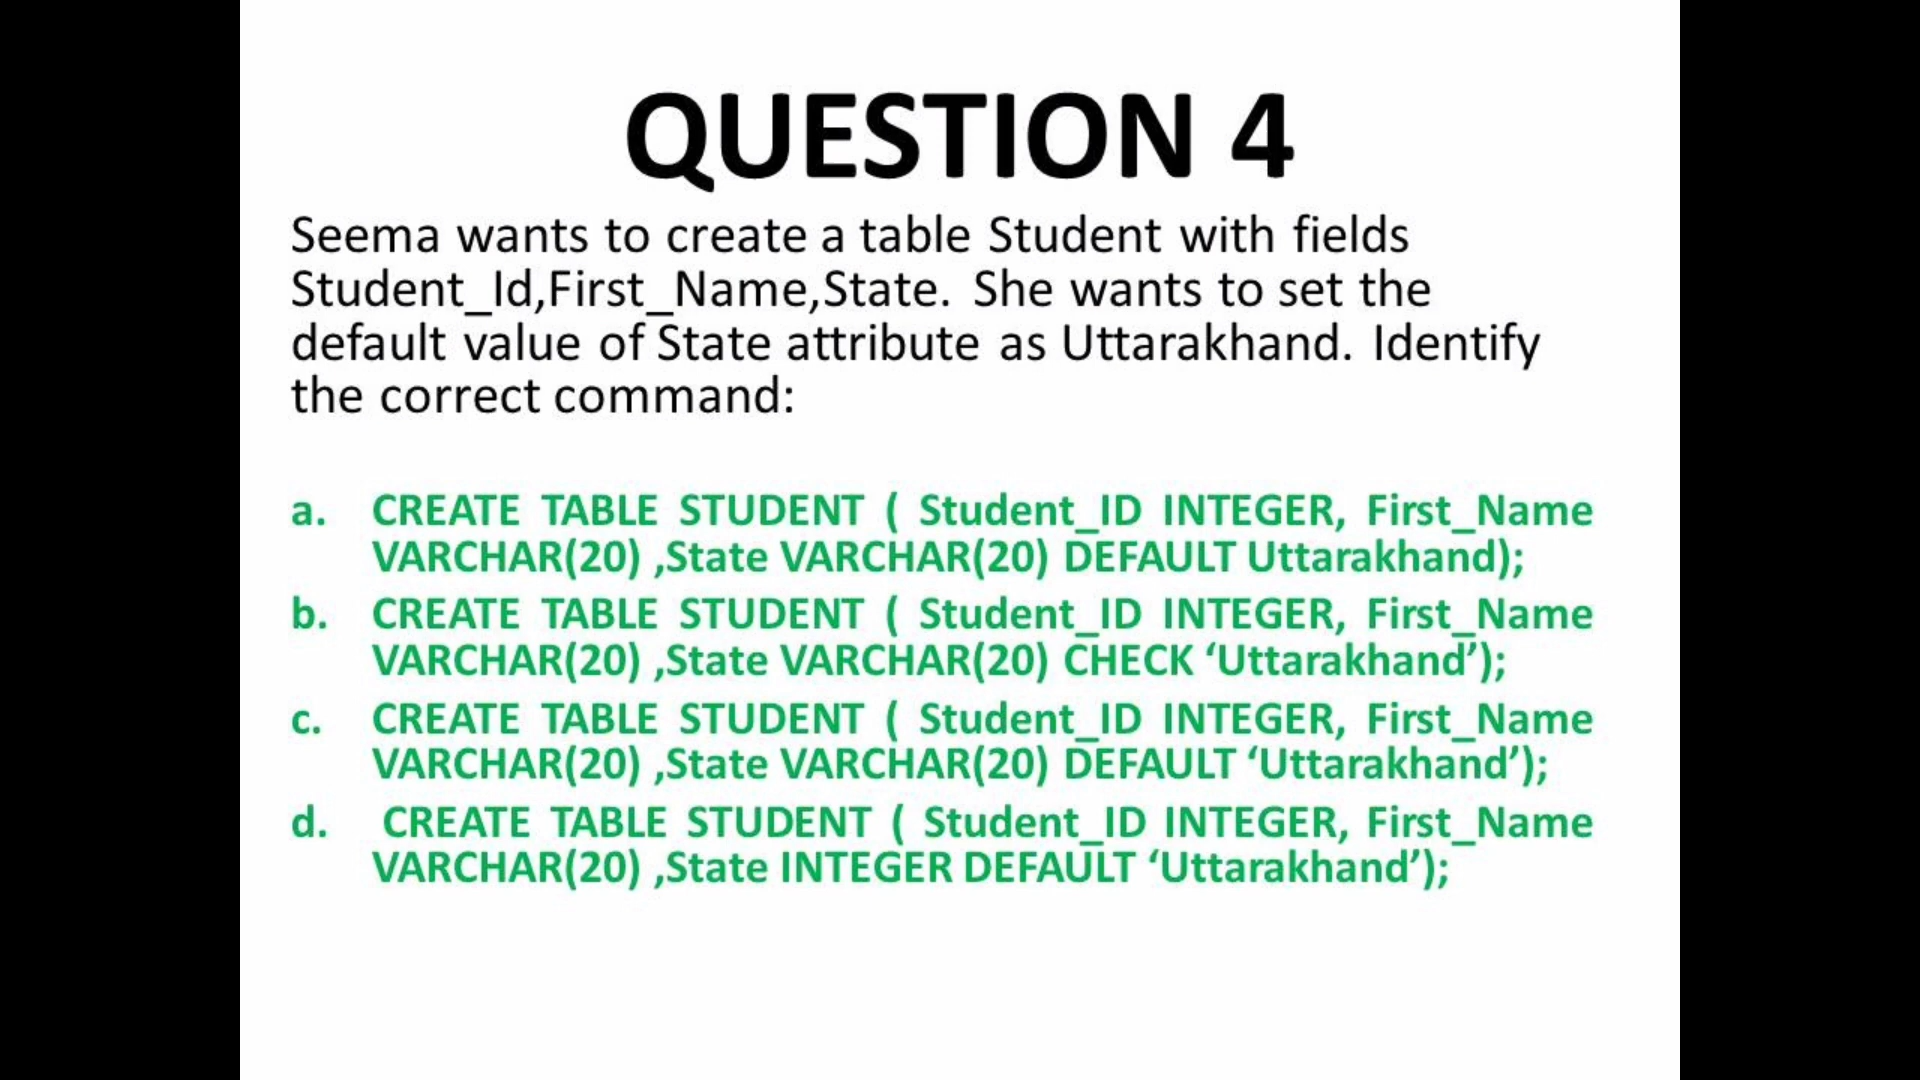 QUESTION 4
Seema wants to create a table Student with fields
Student_Id,First_Name,State. She wants to set the
default value of State attribute as Uttarakhand. Identify
the correct command:
a. CREATE TABLE STUDENT ( Student_ID INTEGER, First_Name
VARCHAR(20) ,State VARCHAR(20) DEFAULT Uttarakhand);
b. CREATE TABLE STUDENT ( Student_ID INTEGER, First_Name
VARCHAR(20) ,State VARCHAR(20) CHECK ‘Uttarakhand’);
c. CREATE TABLE STUDENT ( Student_ID INTEGER, First_Name
VARCHAR(20) ,State VARCHAR(20) DEFAULT ‘Uttarakhand’);
d. CREATE TABLE STUDENT ( Student_ID INTEGER, First_Name
VARCHAR(20) ,State INTEGER DEFAULT ‘Uttarakhand’);